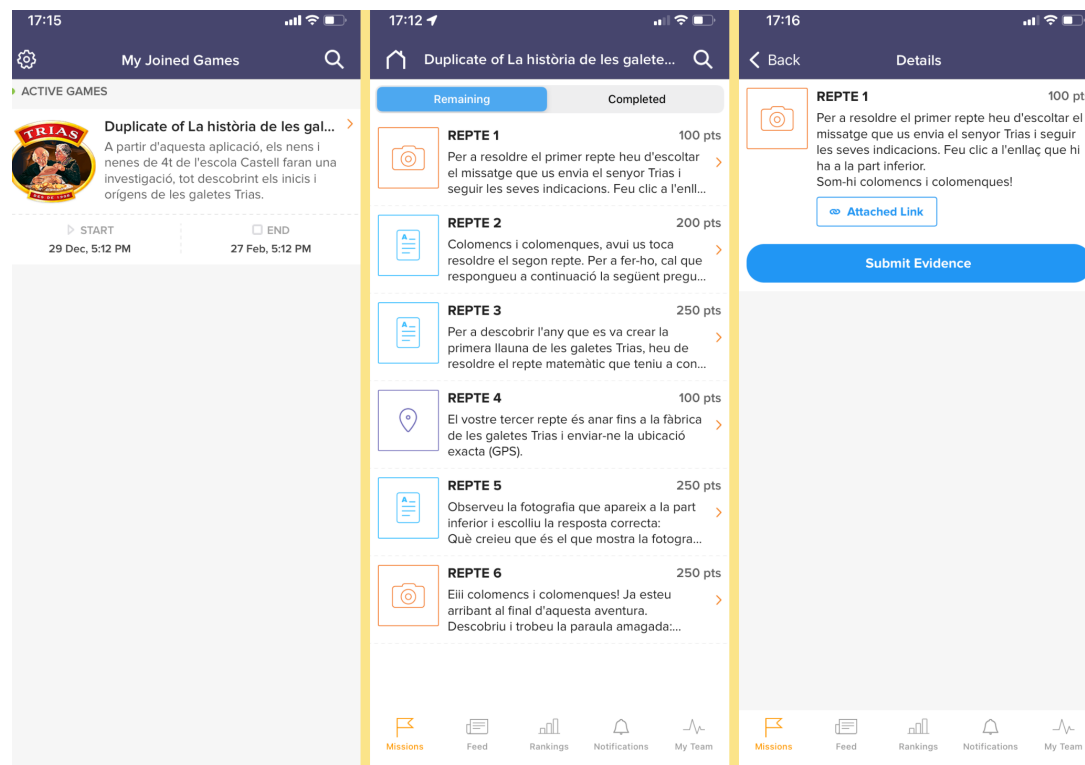 17:15
My Joined Games
ACTIVE GAMES
TRIAS
Duplicate of La història de les gal...
A partir d'aquesta aplicació, els nens i
nenes de 4t de l'escola Castell faran una
investigació, tot descobrint els inicis i
orígens de les galetes Trias.
START
29 Dec, 5:12 PM
END
27 Feb, 5:12 PM
17:12
Duplicate of La història de les galete...
Remaining
Completed
REPTE 1
100 pts
Per a resoldre el primer repte heu d'escoltar
el missatge que us envia el senyor Trias i
seguir les seves indicacions. Feu clic a l'enll...
REPTE 2
200 pts
Colomencs i colomenques, avui us toca
resoldre el segon repte. Per a fer-ho, cal que
respongueu a continuació la següent pregu...
REPTE 3
250 pts
Per a descobrir l'any que es va crear la
primera llauna de les galetes Trias, heu de
resoldre el repte matemàtic que teniu a con...
REPTE 4
100 pts
El vostre tercer repte és anar fins a la fàbrica
de les galetes Trias i enviar-ne la ubicació
exacta (GPS).
REPTE 5
250 pts
Observeu la fotografia que apareix a la part
inferior i escolliu la resposta correcta:
Què creieu que és el que mostra la fotogra...
REPTE 6
250 pts
Eiii colomencs i colomenques! Ja esteu
arribant al final d'aquesta aventura.
Descobriu i trobeu la paraula amagada:...
Missions
Feed
Rankings
Notifications
My Team
17:16
Back
Details
REPTE 1
100 pt
Per a resoldre el primer repte heu d'escoltar el
missatge que us envia el senyor Trias i seguir
les seves indicacions. Feu clic a l'enllaç que hi
ha a la part inferior.
Som-hi colomencs i colomenques!
Attached Link
Submit Evidence
Missions
Feed
Rankings
Notifications
My Team